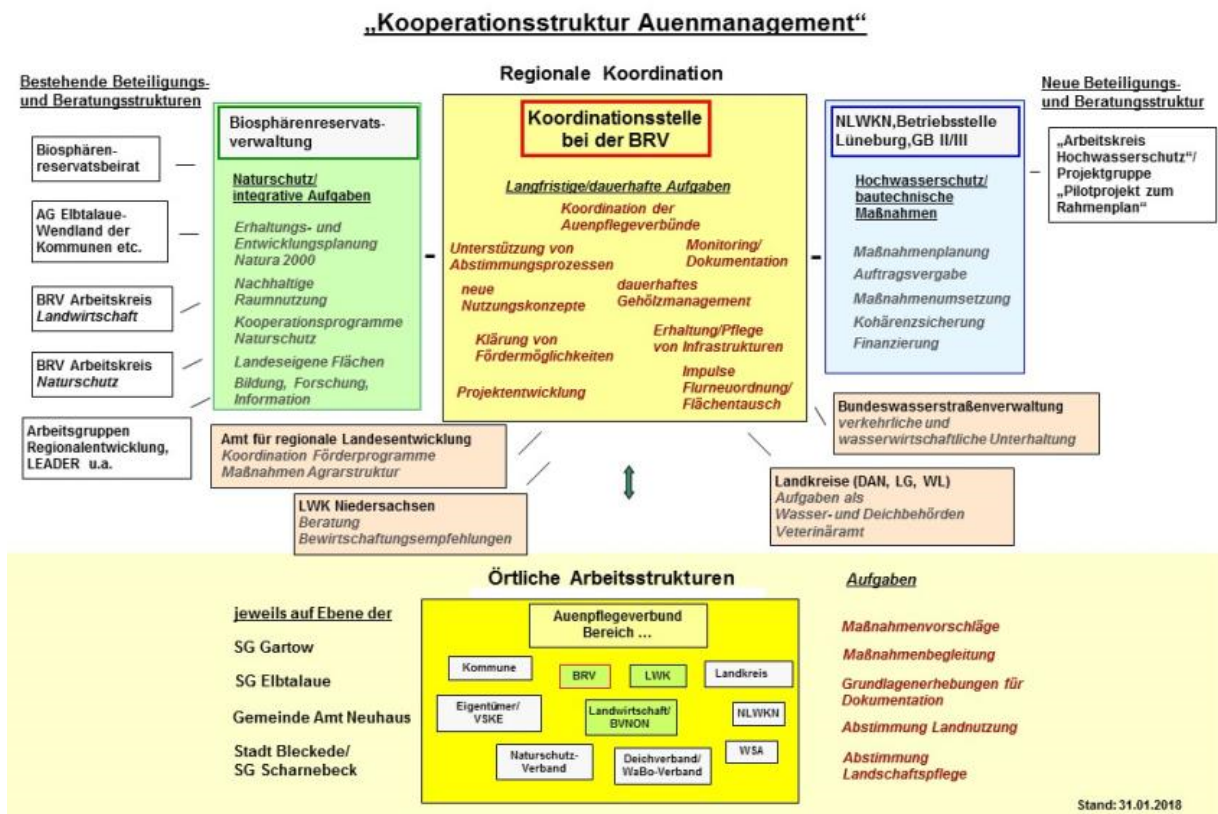 „Kooperationsstruktur Auenmanagement“
Bestehende Beteiligungs-
und Beratungsstrukturen
Biosphären-
reservatsbeirat
AG Elbtalaue-
Wendland der
Kommunen etc.
BRV Arbeitskreis
Landwirtschaft
BRV Arbeitskreis
Naturschutz
Arbeitsgruppen
Regionalentwicklung,
LEADER u.a.
Regionale Koordination
Biosphärenreservats-
verwaltung
Naturschutz/
integrative Aufgaben
Erhaltungs- und
Entwicklungsplanung
Natura 2000
Nachhaltige
Raumnutzung
Kooperationsprogramme
Naturschutz
Landeseigene Flächen
Bildung, Forschung,
Information
-
Koordinationsstelle
bei der BRV
Langfristige/dauerhafte Aufgaben
Koordination der
Auenpflegeverbünde
Unterstützung von
Abstimmungsprozessen
Monitoring/
Dokumentation
neue
Nutzungskonzepte
dauerhaftes
Gehölzmanagement
Klärung von
Fördermöglichkeiten
Erhaltung/Pflege
von Infrastrukturen
Projektentwicklung
Impulse
Flurneuordnung/
Flächentausch
-
NLWKN,Betriebsstelle
Lüneburg,GB II/III
Hochwasserschutz/
bautechnische
Maßnahmen
Maßnahmenplanung
Auftragsvergabe
Maßnahmenumsetzung
Kohärenzsicherung
Finanzierung
Neue Beteiligungs-
und Beratungsstruktur
„Arbeitskreis
Hochwasserschutz“/
Projektgruppe
„Pilotprojekt zum
Rahmenplan“
Amt für regionale Landesentwicklung
Koordination Förderprogramme
Maßnahmen Agrarstruktur
LWK Niedersachsen
Beratung
Bewirtschaftungsempfehlungen
Bundeswasserstraßenverwaltung
verkehrliche und
wasserwirtschaftliche Unterhaltung
Landkreise (DAN, LG, WL)
Aufgaben als
Wasser- und Deichbehörden
Veterinäramt
Örtliche Arbeitsstrukturen
jeweils auf Ebene der
SG Gartow
SG Elbtalaue
Gemeinde Amt Neuhaus
Stadt Bleckede/
SG Scharnebeck
Auenpflegeverbund
Bereich ...
Kommune
BRV
LWK
Landkreis
Eigentümer/
VSKE
Landwirtschaft/
BVNON
NLWKN
Naturschutz-
Verband
Deichverband/
WaBo-Verband
WSA
Aufgaben
Maßnahmenvorschläge
Maßnahmenbegleitung
Grundlagenerhebungen für
Dokumentation
Abstimmung Landnutzung
Abstimmung
Landschaftspflege
Stand: 31.01.2018